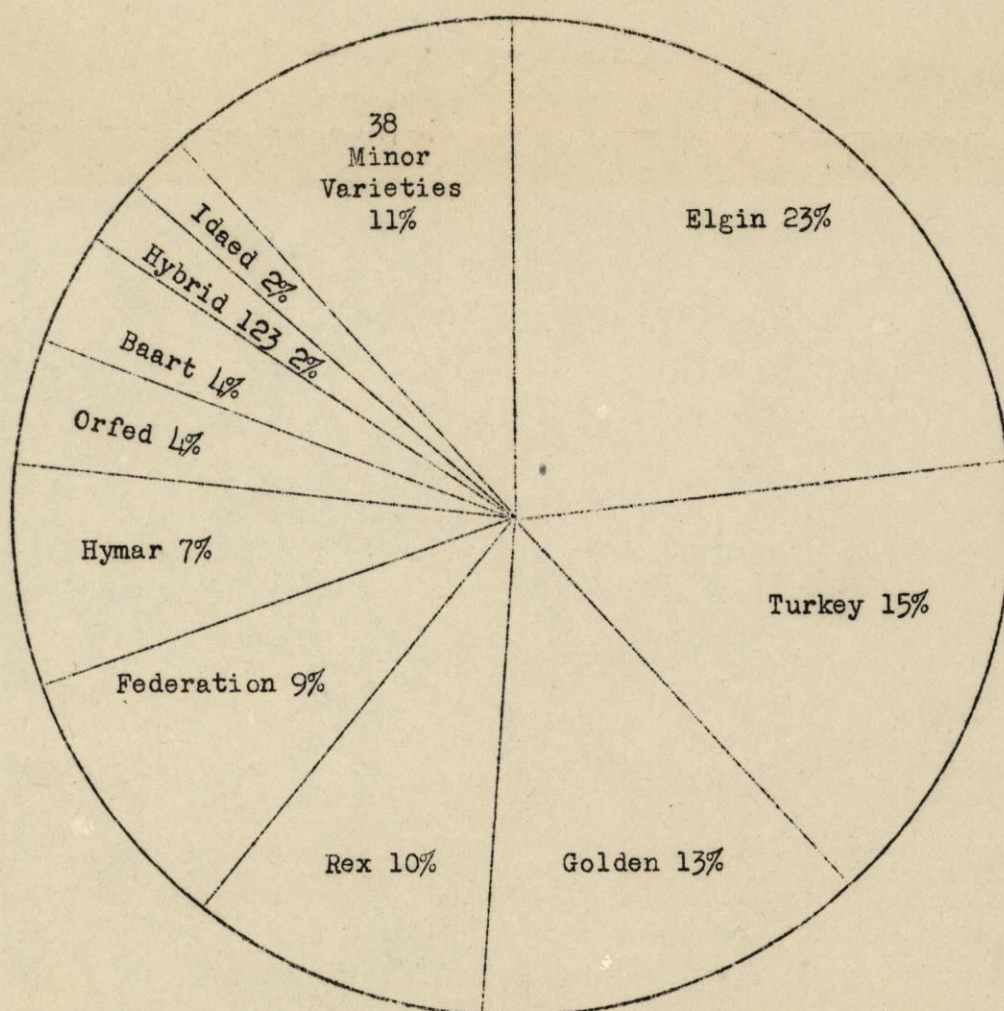 38
Minor
Varieties
11%
Elgin 23%
Idaed 2%
Hybrid 123 2%
Baart 4%
Orfed 4%
Hymar 7%
Turkey 15%
Federation 9%
Rex 10%
Golden 13%